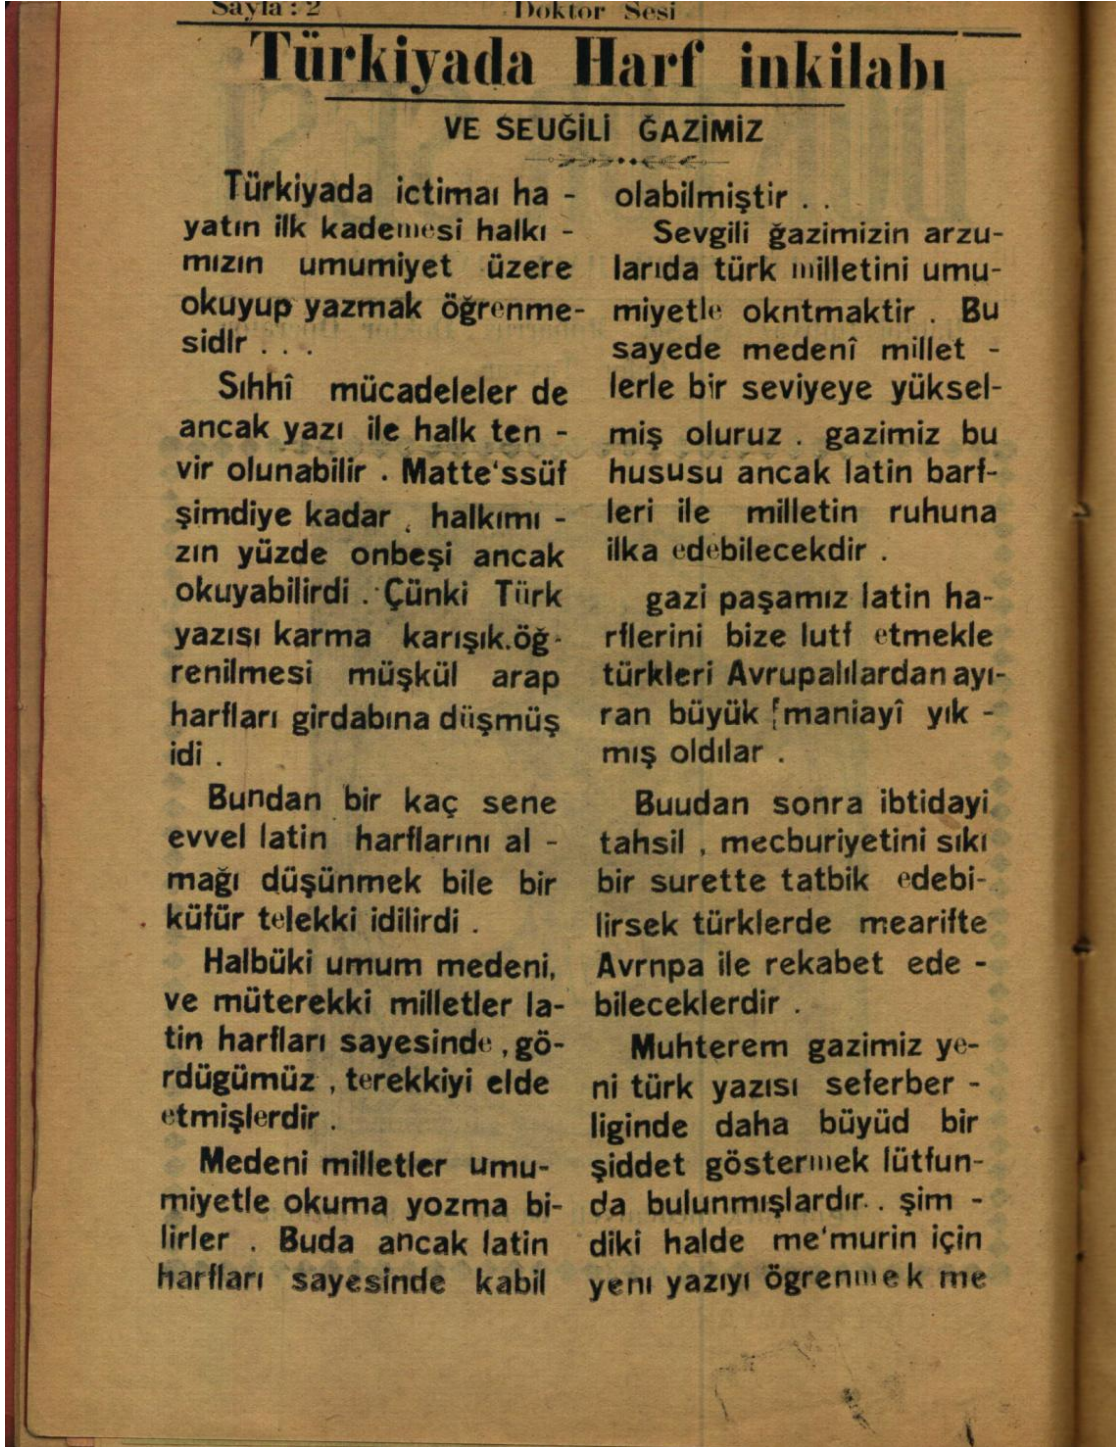 Sayfa : 2
Doktor Sesi
Türkiyada Harf inkilabı
VE SEUĞİLİ ĞAZİMİZ
Türkiyada ictimaı ha -
yatın ilk kademesi halkı -
mızın umumiyet üzere
okuyup yazmak öğrenme-
sidlr . . .
Sıhhî mücadeleler de
ancak yazı ile halk ten -
vir olunabilir . Matte'ssüf
şimdiye kadar , halkımı -
zın yüzde onbeşi ancak
okuyabilirdi . Çünki Türk
yazısı karma karışık.öğ-
renilmesi müşkül arap
harfları girdabına düşmüş
idi .
Bundan bir kaç sene
evvel latin harflarını al -
mağı düşünmek bile bir
küfür telekki idilirdi .
Halbüki umum medeni,
ve müterekki milletler la-
tin harfları sayesinde , gö-
rdügümüz , terekkiyi elde
etmişlerdir .
Medeni milletler umu-
miyetle okuma yozma bi-
lirler . Buda ancak latin
harfları sayesinde kabil
olabilmiştir . .
Sevgili ğazimizin arzu-
larıda türk milletini umu-
miyetle okntmaktir . Bu
sayede medenî millet -
lerle bir seviyeye yüksel-
miş oluruz . gazimiz bu
hususu ancak latin barf-
leri ile milletin ruhuna
ilka edebilecekdir .
gazi paşamız latin ha-
rflerini bize lutf etmekle
türkleri Avrupalılardan ayı-
ran büyük [maniayî yık -
mış oldılar .
Buudan sonra ibtidayi
tahsil , mecburiyetini sıkı
bir surette tatbik edebi-
lirsek türklerde mearifte
Avrnpa ile rekabet ede -
bileceklerdir .
Muhterem gazimiz ye-
ni türk yazısı seferber -
liginde daha büyüd bir
şiddet göstermek lütfun-
da bulunmışlardır. . şim -
diki halde me'murin için
yenı yazıyı ögrenmek me